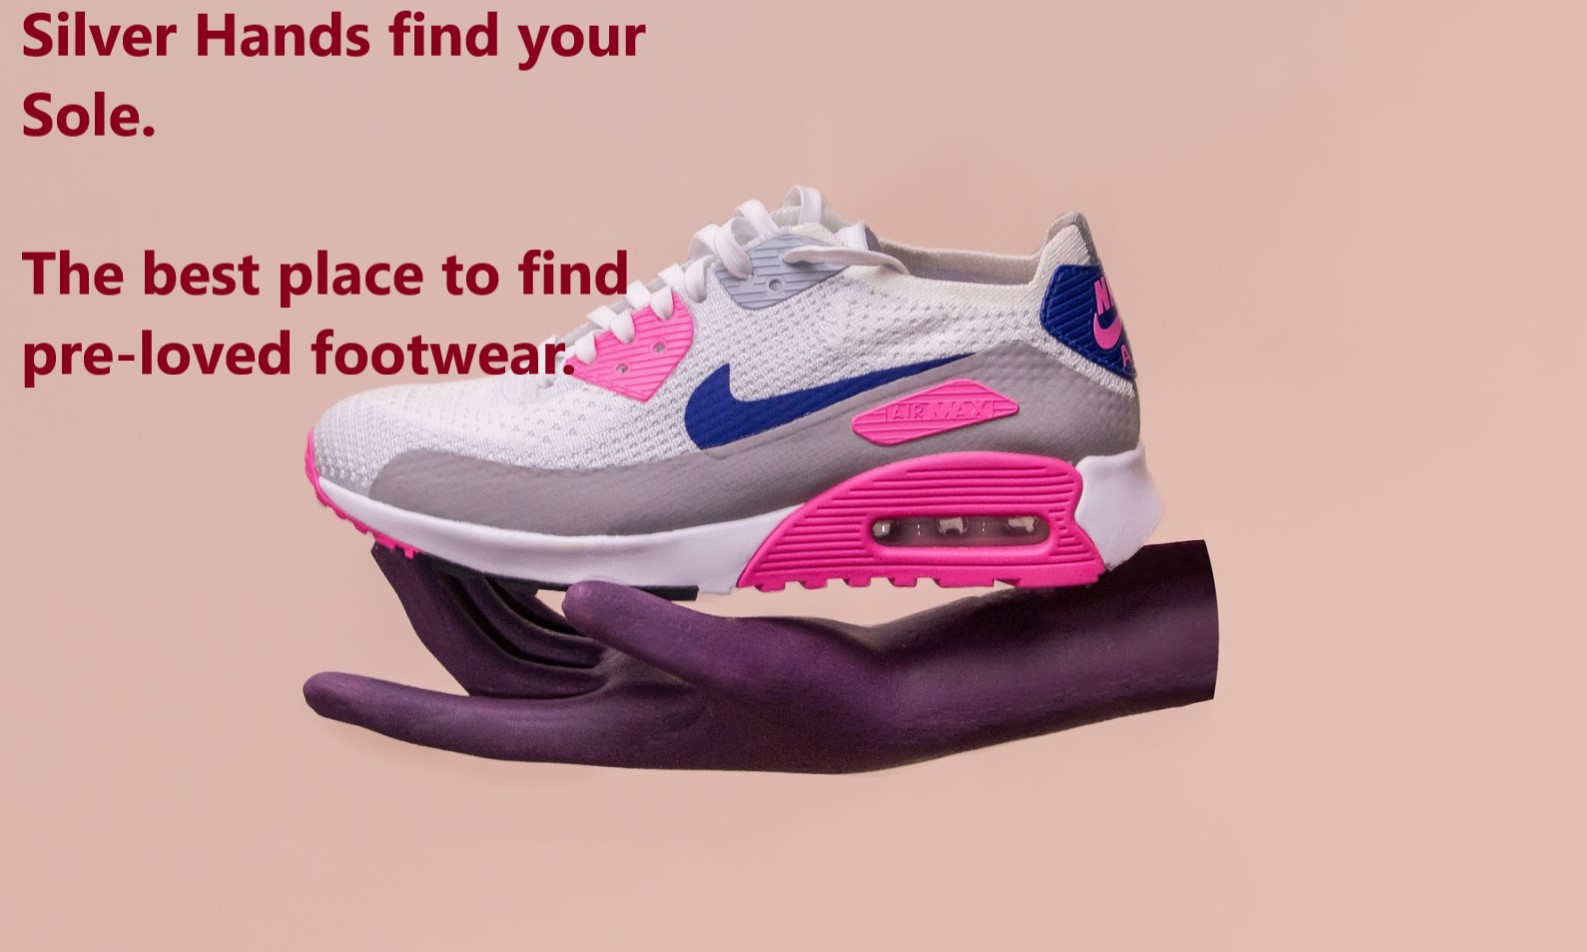 Silver Hands find your
Sole.
The best place to find
pre-loved footwear.
AIR MAX